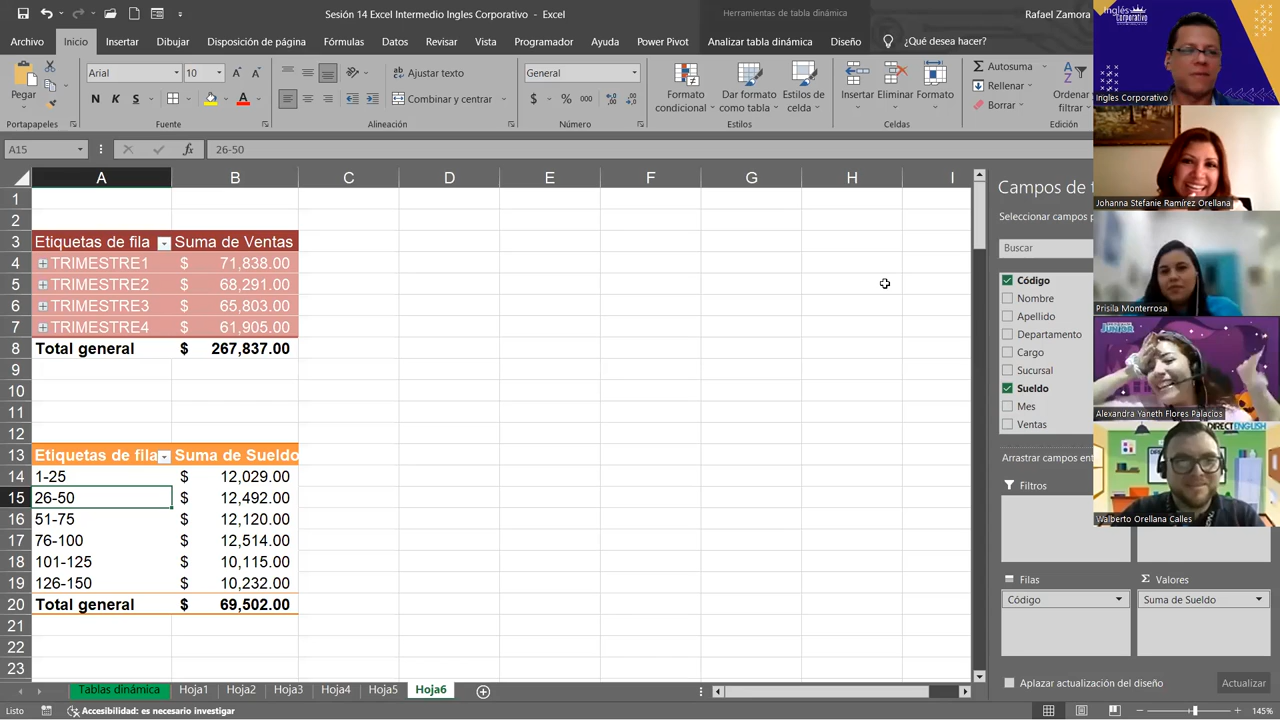 Sesión 14 Excel Intermedio Ingles Corporativo - Excel
Herramientas de tabla dinámica
Rafael Zamora
Archivo Inicio Insertar Dibujar Disposición de página Fórmulas Datos Revisar Vista Programador Ayuda Power Pivot Analizar tabla dinámica Diseño ¿Qué desea hacer?
Pegar
Arial 10
N K S
Ajustar texto
Combinar y centrar
General
$ % 000
Formato condicional
Dar formato como tabla
Estilos de celda
Insertar Eliminar Formato
Autosuma
Rellenar
Borrar
Ordenar filtrar
Portapapeles Fuente Alineación Número Estilos Celdas Edición
A15 fx 26-50
A B C D E F G H I
1
2
3 Etiquetas de fila Suma de Ventas
4 TRIMESTRE1 $ 71,838.00
5 TRIMESTRE2 $ 68,291.00
6 TRIMESTRE3 $ 65,803.00
7 TRIMESTRE4 $ 61,905.00
8 Total general $ 267,837.00
9
10
11
12
13 Etiquetas de fila Suma de Sueldo
14 1-25 $ 12,029.00
15 26-50 $ 12,492.00
16 51-75 $ 12,120.00
17 76-100 $ 12,514.00
18 101-125 $ 10,115.00
19 126-150 $ 10,232.00
20 Total general $ 69,502.00
21
22
23
Campos de t
Seleccionar campos p
Buscar
Código
Nombre
Apellido
Departamento
Cargo
Sucursal
Sueldo
Mes
Ventas
Arrastrar campos ent
Filtros
Filas
Código
Σ Valores
Suma de Sueldo
Aplazar actualización del diseño
Actualizar
Tablas dinámica Hoja1 Hoja2 Hoja3 Hoja4 Hoja5 Hoja6
Listo
Accesibilidad: es necesario investigar
145%
Inglés Corporativo
Ingles Corporativo
Johanna Stefanie Ramírez Orellana
Prisila Monterrosa
JUNIOR
Alexandra Yaneth Flores Palacios
DIRECT ENGLISH
Walberto Orellana Calles